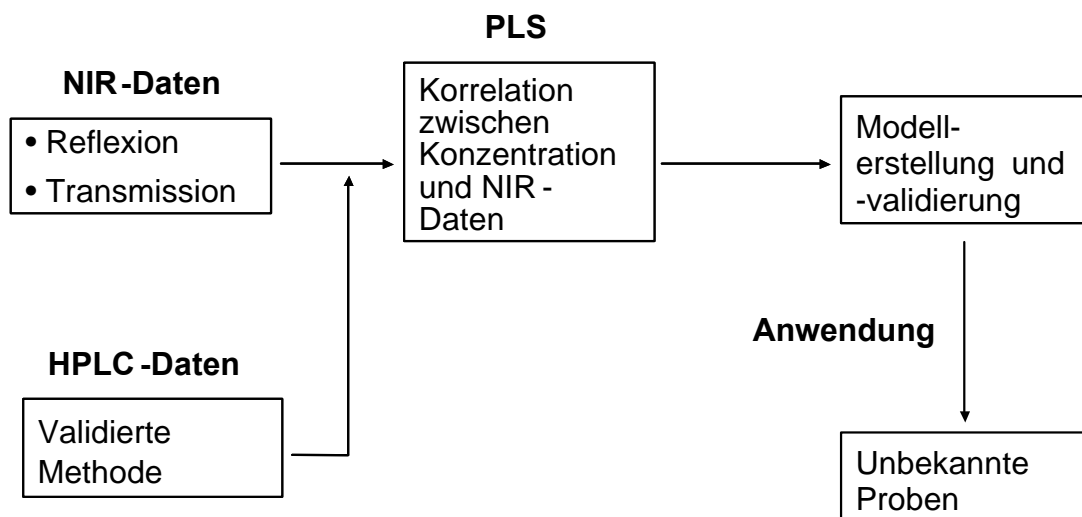 PLS
NIR-Daten
• Reflexion
• Transmission
Korrelation
zwischen
Konzentration
und NIR -
Daten
Modell-
erstellung und
-validierung
Anwendung
HPLC -Daten
Validierte
Methode
Unbekannte
Proben